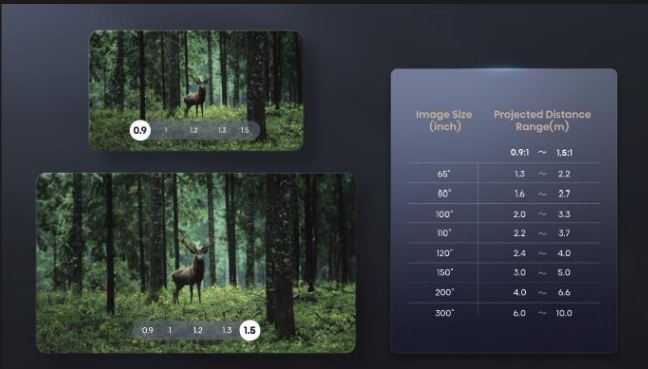 0.9 1 1.2 1.3 1.5
0.9 1 1.2 1.3 1.5
Image Size
(inch)
Projected Distance
Range(m)
0.9:1 ~ 1.5:1
65" 1.3 ~ 2.2
80" 1.6 ~ 2.7
100" 2.0 ~ 3.3
110" 2.2 ~ 3.7
120" 2.4 ~ 4.0
150" 3.0 ~ 5.0
200" 4.0 ~ 6.6
300" 6.0 ~ 10.0